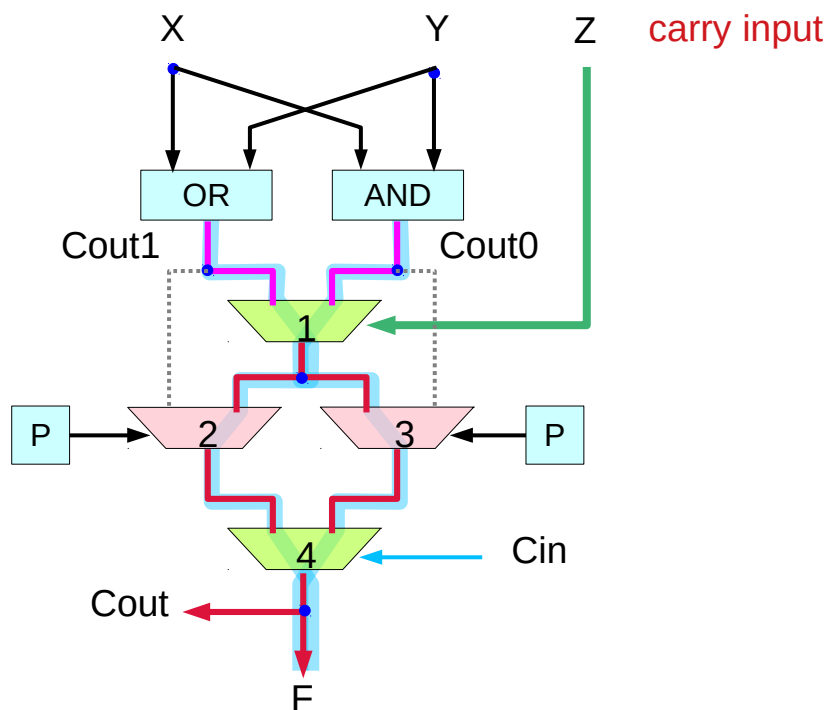 X Y Z carry input
OR AND
Cout1 Cout0
1
P 2 3 P
4 Cin
Cout
F